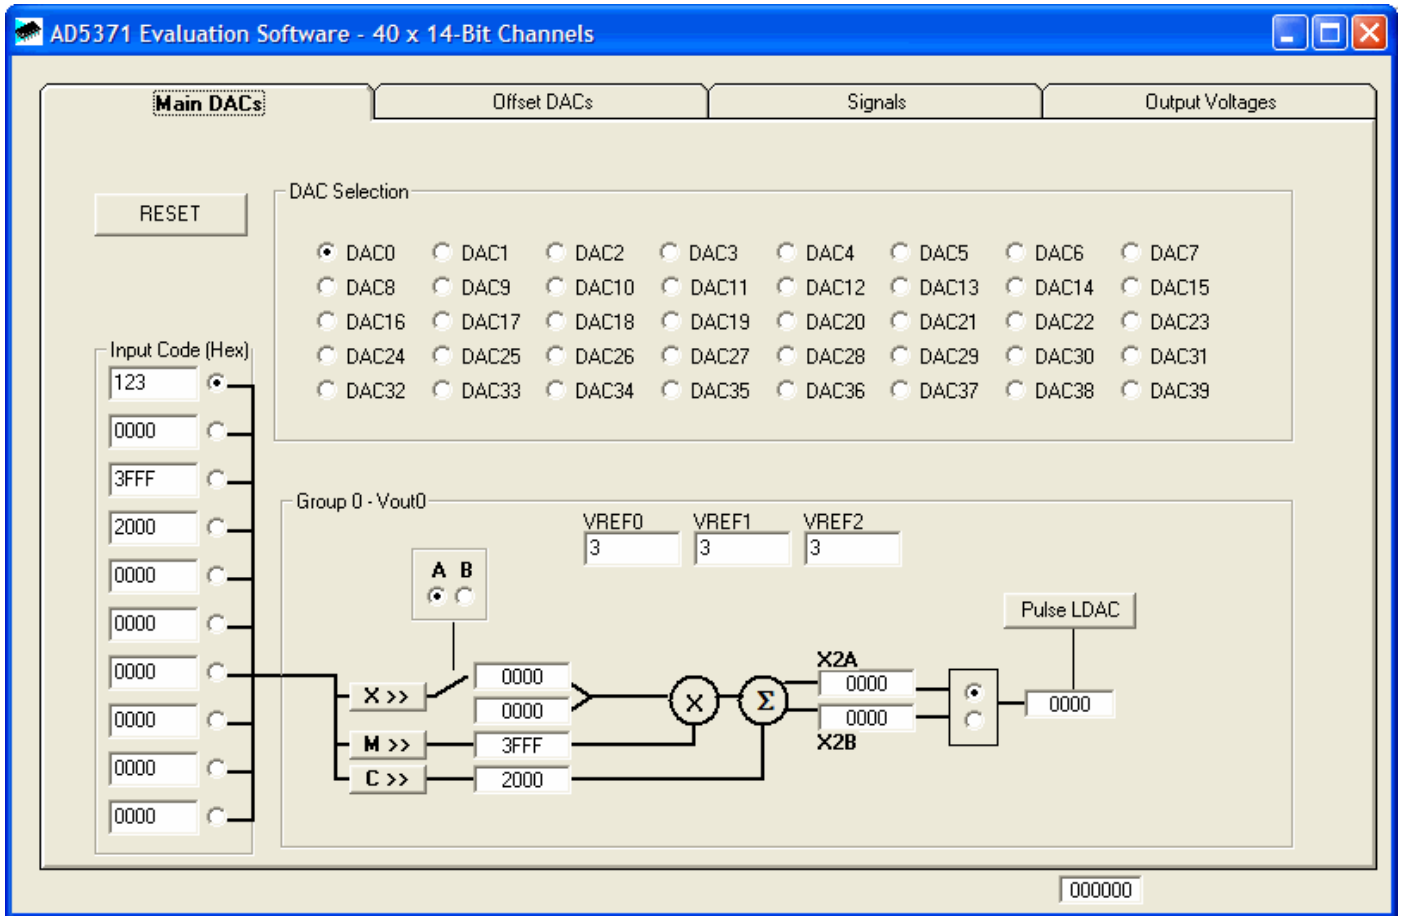 AD5371 Evaluation Software - 40 x 14-Bit Channels
Main DACs Offset DACs Signals Output Voltages
RESET
DAC Selection
DAC0 DAC1 DAC2 DAC3 DAC4 DAC5 DAC6 DAC7
DAC8 DAC9 DAC10 DAC11 DAC12 DAC13 DAC14 DAC15
DAC16 DAC17 DAC18 DAC19 DAC20 DAC21 DAC22 DAC23
DAC24 DAC25 DAC26 DAC27 DAC28 DAC29 DAC30 DAC31
DAC32 DAC33 DAC34 DAC35 DAC36 DAC37 DAC38 DAC39
Input Code (Hex)
123
0000
3FFF
2000
0000
0000
0000
0000
0000
0000
Group 0 - Vout0
VREF0 VREF1 VREF2
3 3 3
A B
Pulse LDAC
X >>
0000
0000
M >> 3FFF
C >> 2000
X
Σ
X2A
0000
0000
X2B
0000
000000